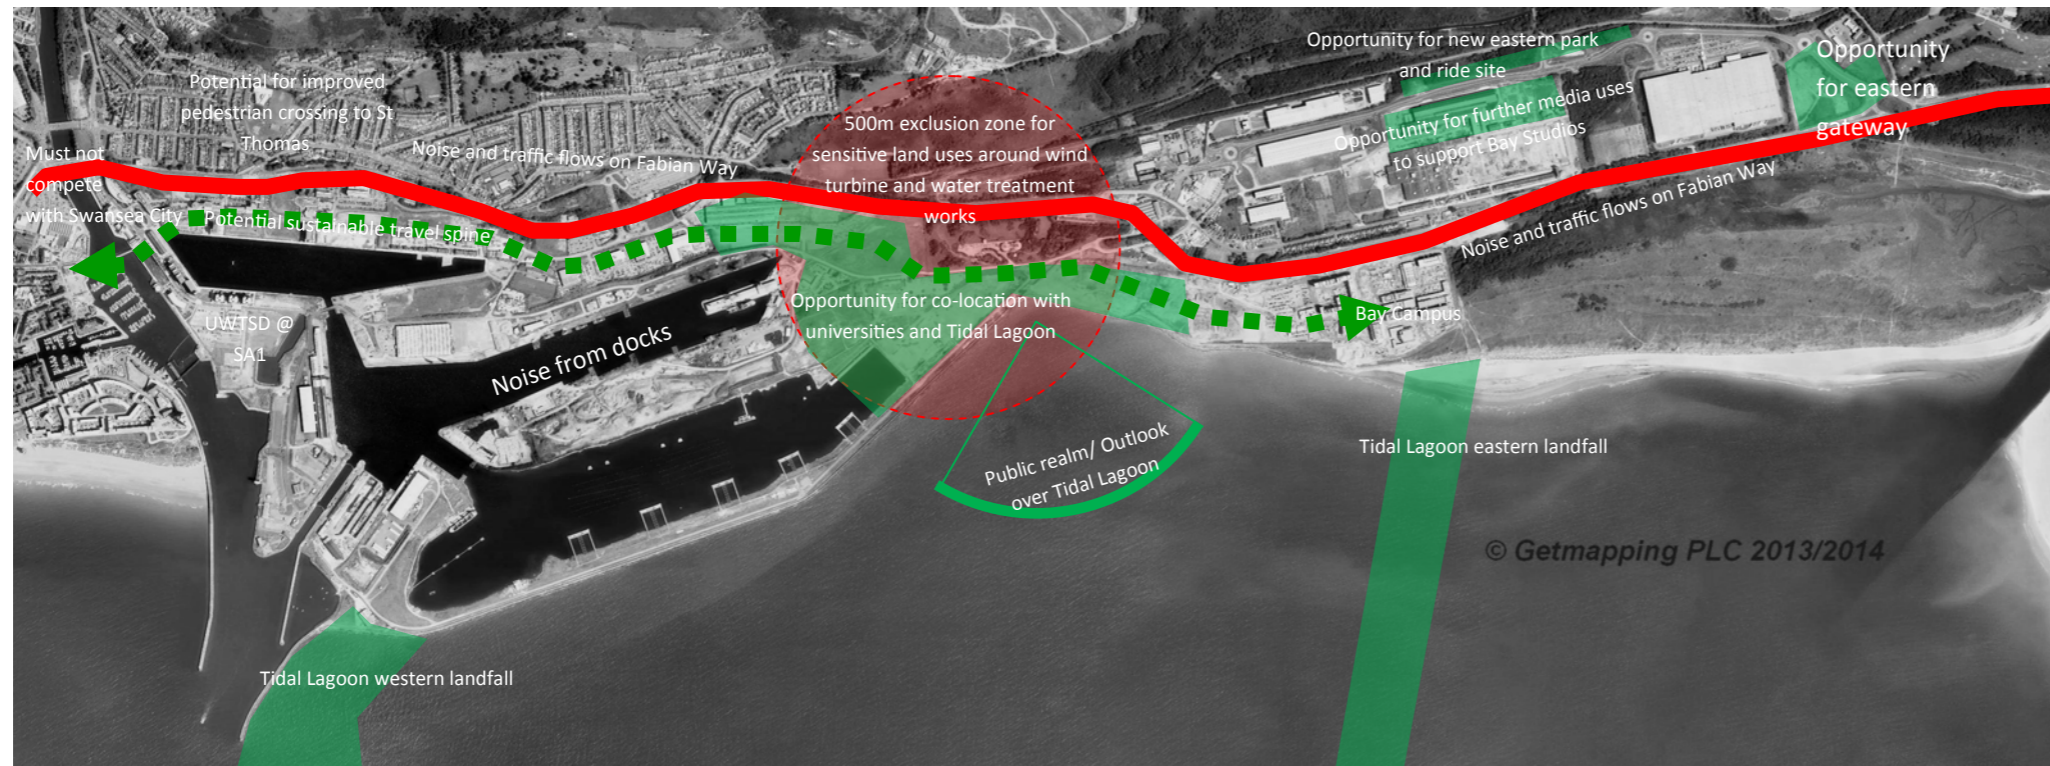 Opportunity for new eastern park
and ride site
Opportunity
for eastern
gateway
Potential for improved
pedestrian crossing to St
Thomas
Opportunity for further media uses
to support Bay Studios
500m exclusion zone for
sensitive land uses around wind
turbine and water treatment
works
Must not
compete
with Swansea City
Noise and traffic flows on Fabian Way
Potential sustainable travel spine
Noise and traffic flows on Fabian Way
Opportunity for co-location with
universities and Tidal Lagoon
UWTSD @
SA1
Bay Campus
Noise from docks
Public realm/ Outlook
over Tidal Lagoon
Tidal Lagoon eastern landfall
© Getmapping PLC 2013/2014
Tidal Lagoon western landfall